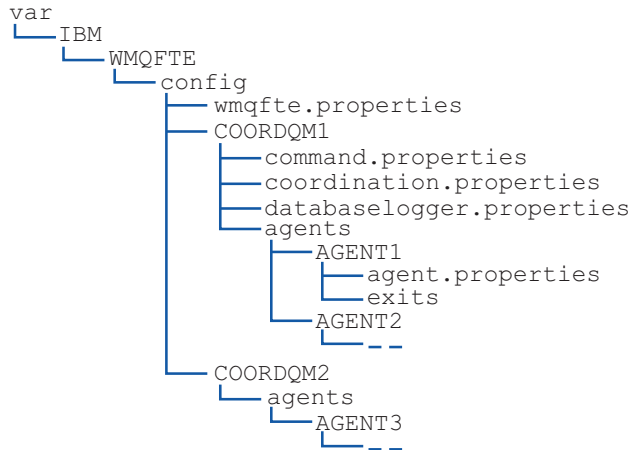 var
IBM
WMQFTE
config
wmqfte.properties
COORDQM1
command.properties
coordination.properties
databaselogger.properties
agents
AGENT1
agent.properties
exits
AGENT2
COORDQM2
agents
AGENT3